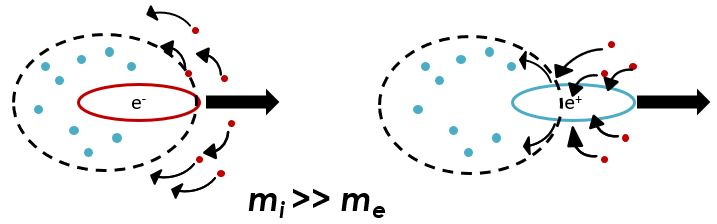 e⁻
e⁺
mᵢ >> mₑ